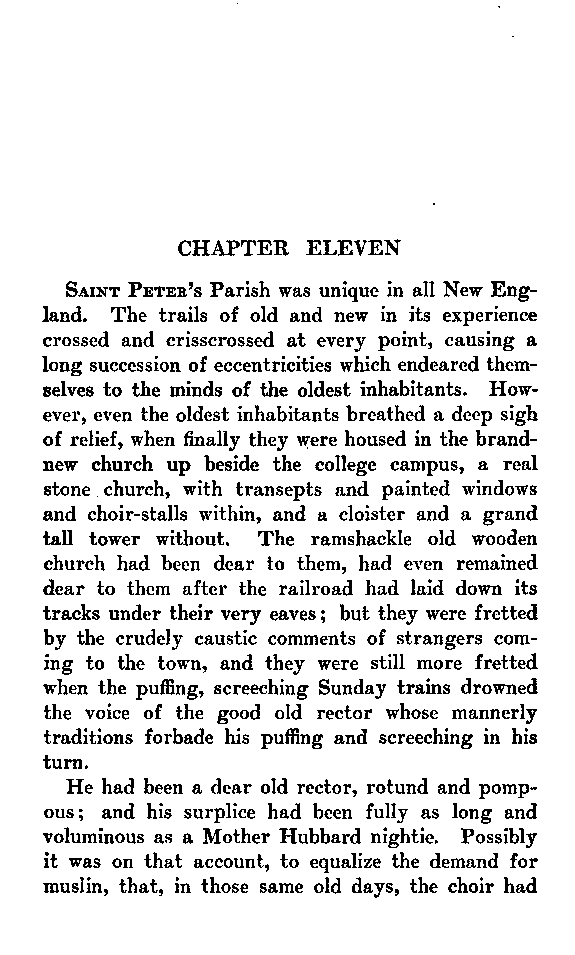 CHAPTER ELEVEN
Saint Peter's Parish was unique in all New Eng-
land. The trails of old and new in its experience
crossed and crisscrossed at every point, causing a
long succession of eccentricities which endeared them-
selves to the minds of the oldest inhabitants. How-
ever, even the oldest inhabitants breathed a deep sigh
of relief, when finally they were housed in the brand-
new church up beside the college campus, a real
stone church, with transepts and painted windows
and choir-stalls within, and a cloister and a grand
tall tower without. The ramshackle old wooden
church had been dear to them, had even remained
dear to them after the railroad had laid down its
tracks under their very eaves; but they were fretted
by the crudely caustic comments of strangers com-
ing to the town, and they were still more fretted
when the puffing, screeching Sunday trains drowned
the voice of the good old rector whose mannerly
traditions forbade his puffing and screeching in his
turn.
He had been a dear old rector, rotund and pomp-
ous; and his surplice had been fully as long and
voluminous as a Mother Hubbard nightie. Possibly
it was on that account, to equalize the demand for
muslin, that, in those same old days, the choir had